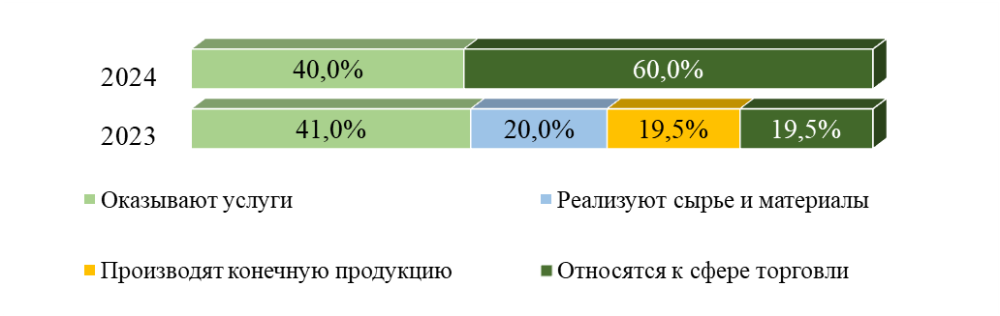 2024 40,0% 60,0%
2023 41,0% 20,0% 19,5% 19,5%
Оказывают услуги Реализуют сырье и материалы
Производят конечную продукцию Относятся к сфере торговли